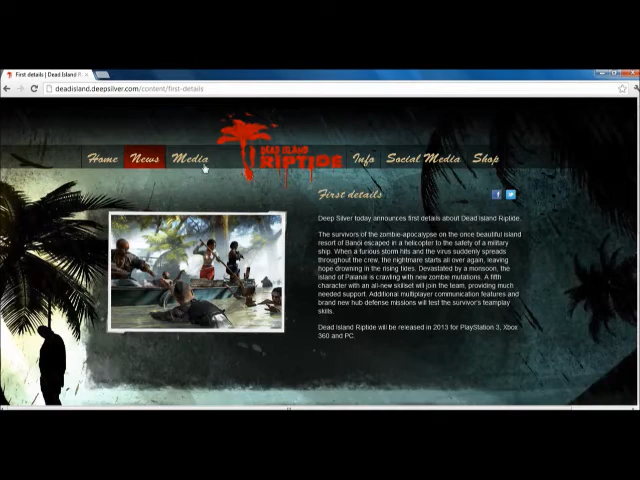 First details | Dead Island R
deadisland.deepsilver.com/content/first-details
Home News Media DEAD ISLAND RIPTIDE Info Social Media Shop
First details
Deep Silver today announces first details about Dead Island Riptide.
The survivors of the zombie-apocalypse on the once beautiful island
resort of Banoi escaped in a helicopter to the safety of a military
ship. When a furious storm hits and the virus suddenly spreads
throughout the crew, the nightmare starts all over again, leaving
hope drowning in the rising tides. Devastated by a monsoon, the
island of Palanai is crawling with new zombie mutations. A fifth
character with an all-new skillset will join the team, providing much
needed support. Additional multiplayer communication features and
brand new hub defense missions will test the survivor's teamplay
skills.
Dead Island Riptide will be released in 2013 for PlayStation 3, Xbox
360 and PC.